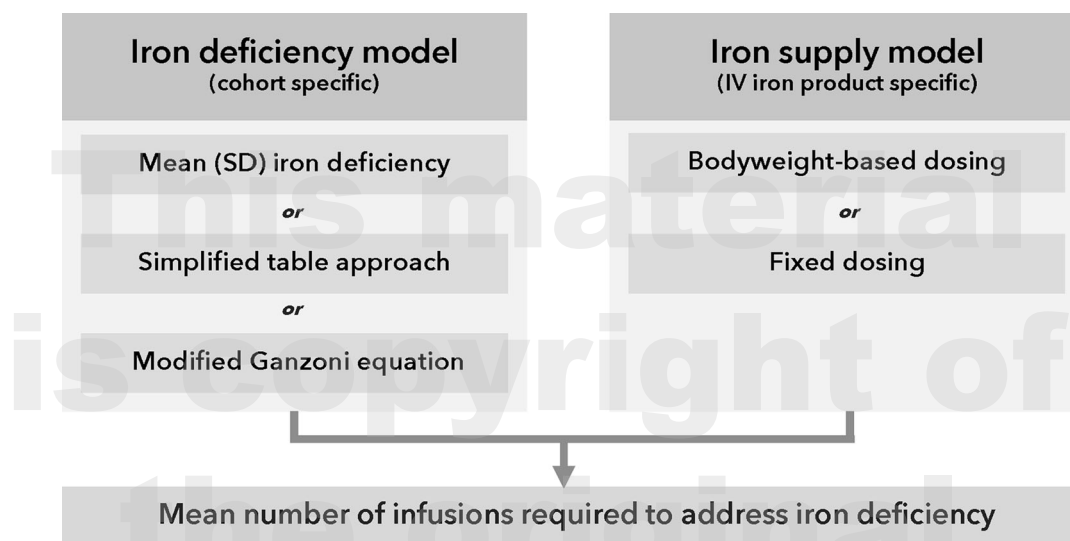 Iron deficiency model
(cohort specific)
Mean (SD) iron deficiency
or
Simplified table approach
or
Modified Ganzoni equation
Iron supply model
(IV iron product specific)
Bodyweight-based dosing
or
Fixed dosing
Mean number of infusions required to address iron deficiency
This material
is copyright of
the original